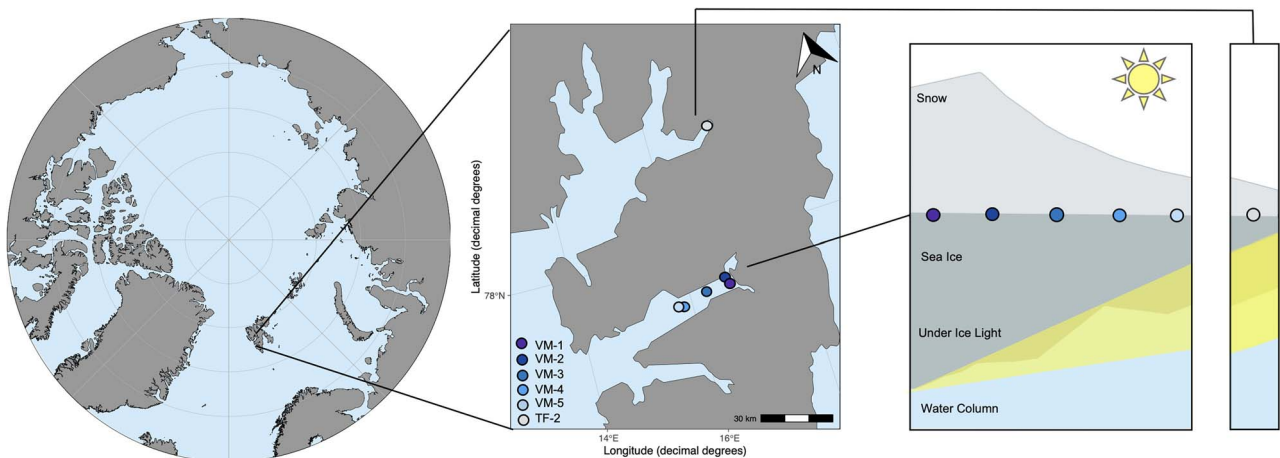 N
Latitude (decimal degrees)
78°N
VM-1
VM-2
VM-3
VM-4
VM-5
TF-2
30 km
14°E
16°E
Longitude (decimal degrees)
Snow
Sea Ice
Under Ice Light
Water Column